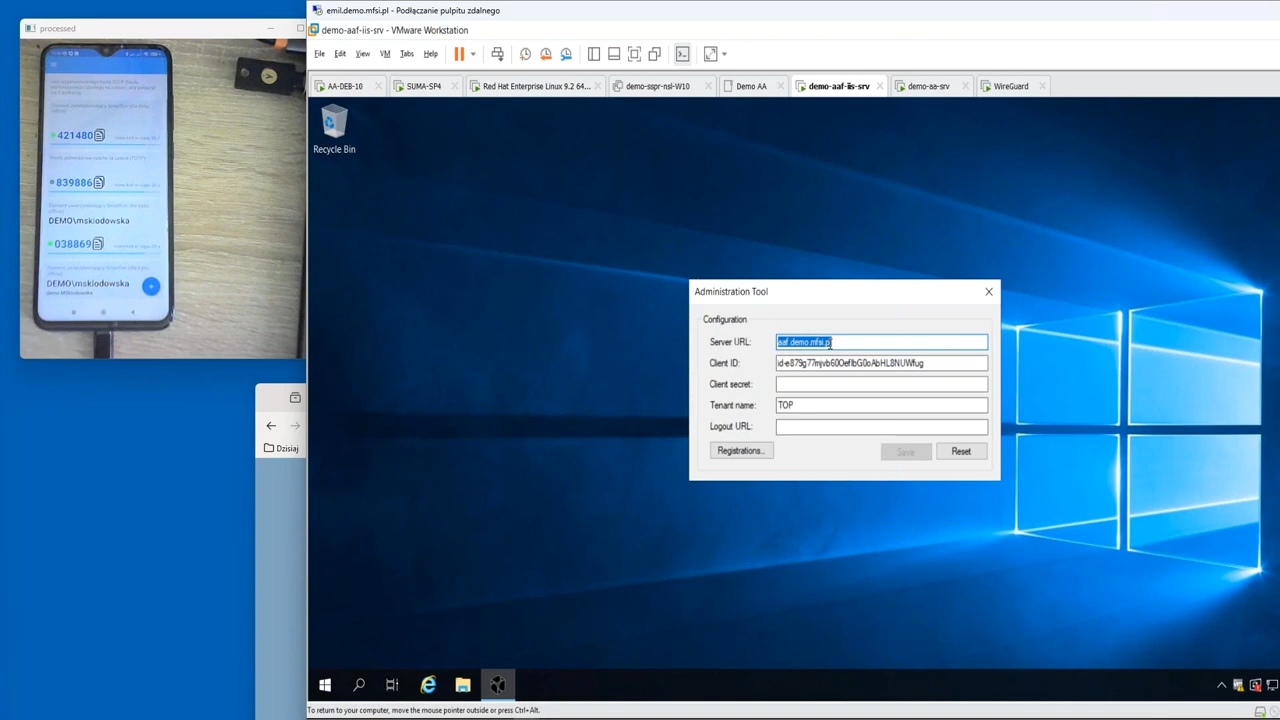 processed
421480
839886
DEMO\mskiodowska
038869
DEMO\mskiodowska
demo MSkiodowska
Dzisiaj
emil.demo.mfsi.pl - Podłączanie pulpitu zdalnego
demo-aaf-iis-srv - VMware Workstation
File Edit View VM Tabs Help
AA-DEB-10 SUMA-SP4 Red Hat Enterprise Linux 9.2 64... demo-sspr-nsl-W10 Demo AA demo-aaf-iis-srv demo-aa-srv WireGuard
Recycle Bin
Administration Tool
Configuration
Server URL: aaf.demo.mfsi.pl
Client ID: id-e879g77mjvb60OeflbG0oAbHL8NUWfug
Client secret:
Tenant name: TOP
Logout URL:
Registrations... Save Reset
To return to your computer, move the mouse pointer outside or press Ctrl+Alt.